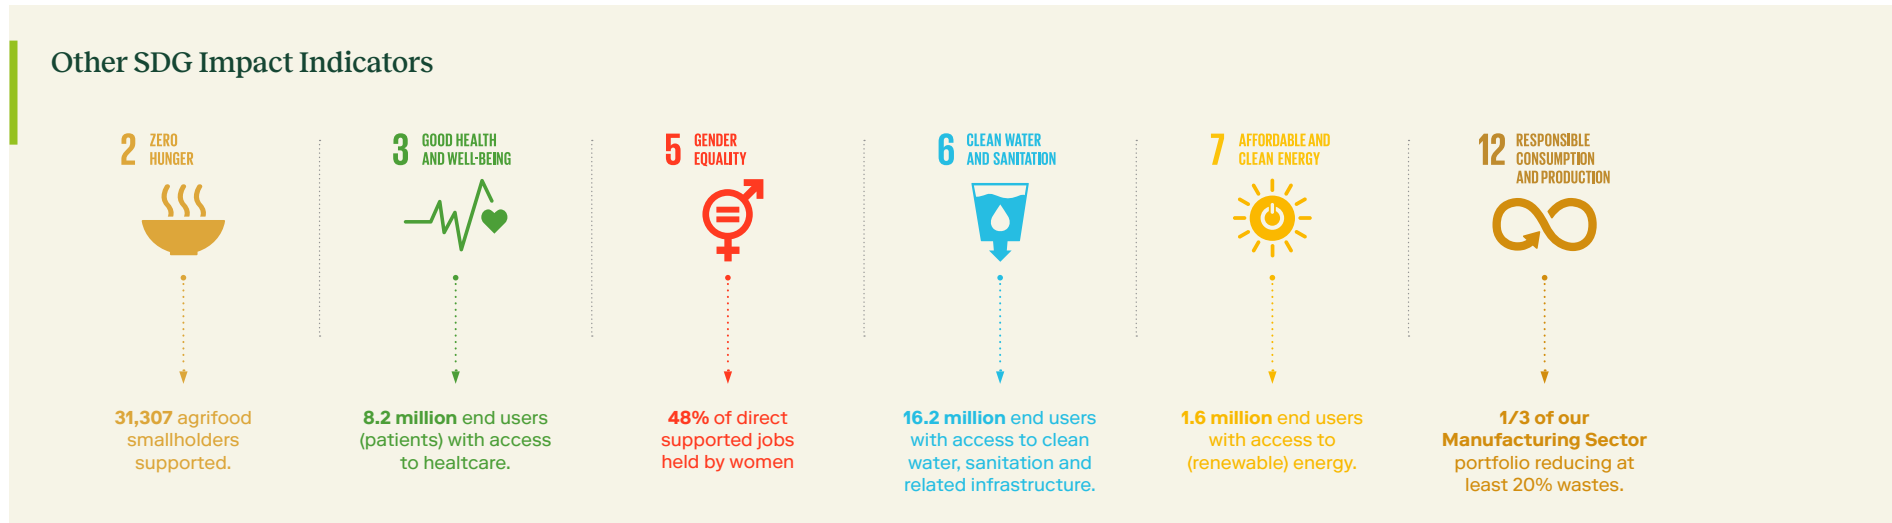 Other SDG Impact Indicators
2 ZERO
HUNGER
31,307 agrifood
smallholders
supported.
3 GOOD HEALTH
AND WELL-BEING
8.2 million end users
(patients) with access
to healtcare.
5 GENDER
EQUALITY
48% of direct
supported jobs
held by women
6 CLEAN WATER
AND SANITATION
16.2 million end users
with access to clean
water, sanitation and
related infrastructure.
7 AFFORDABLE AND
CLEAN ENERGY
1.6 million end users
with access to
(renewable) energy.
12 RESPONSIBLE
CONSUMPTION
AND PRODUCTION
1/3 of our
Manufacturing Sector
portfolio reducing at
least 20% wastes.